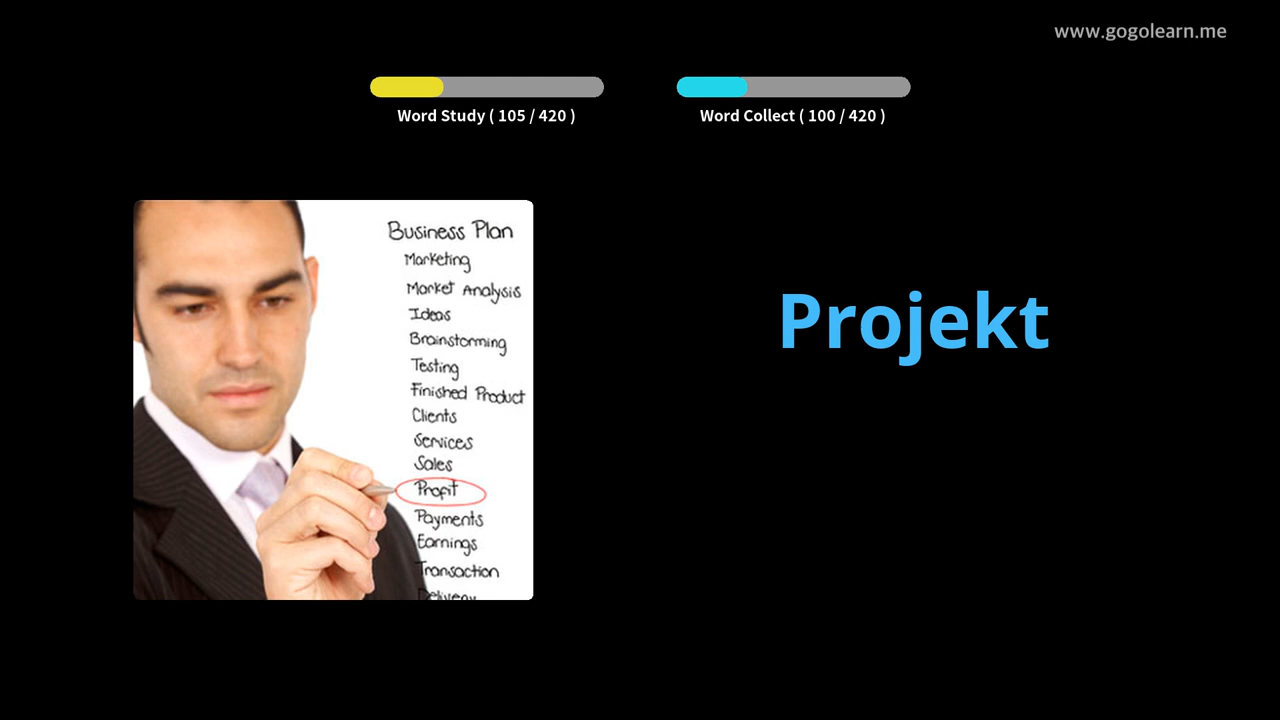 www.gogolearn.me
Word Study ( 105 / 420 )
Word Collect ( 100 / 420 )
Business Plan
Marketing
Market Analysis
Ideas
Brainstorming
Testing
Finished Product
Clients
Services
Sales
Profit
Payments
Earnings
Transaction
Delivery
Projekt